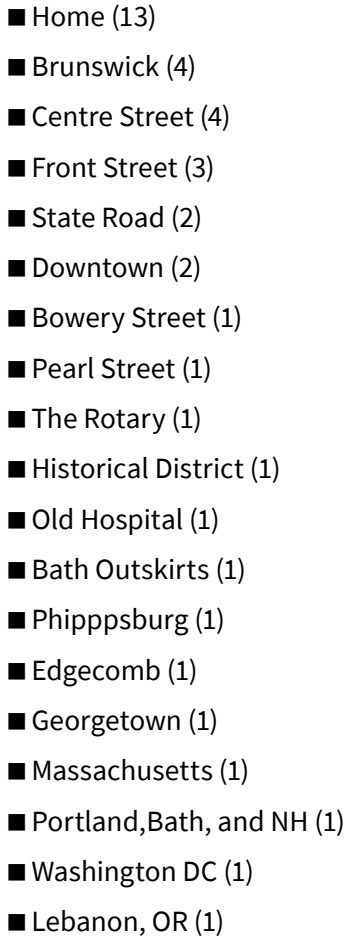 ■ Home (13)
■ Brunswick (4)
■ Centre Street (4)
■ Front Street (3)
■ State Road (2)
■ Downtown (2)
■ Bowery Street (1)
■ Pearl Street (1)
■ The Rotary (1)
■ Historical District (1)
■ Old Hospital (1)
■ Bath Outskirts (1)
■ Phipppsburg (1)
■ Edgecomb (1)
■ Georgetown (1)
■ Massachusetts (1)
■ Portland,Bath, and NH (1)
■ Washington DC (1)
■ Lebanon, OR (1)